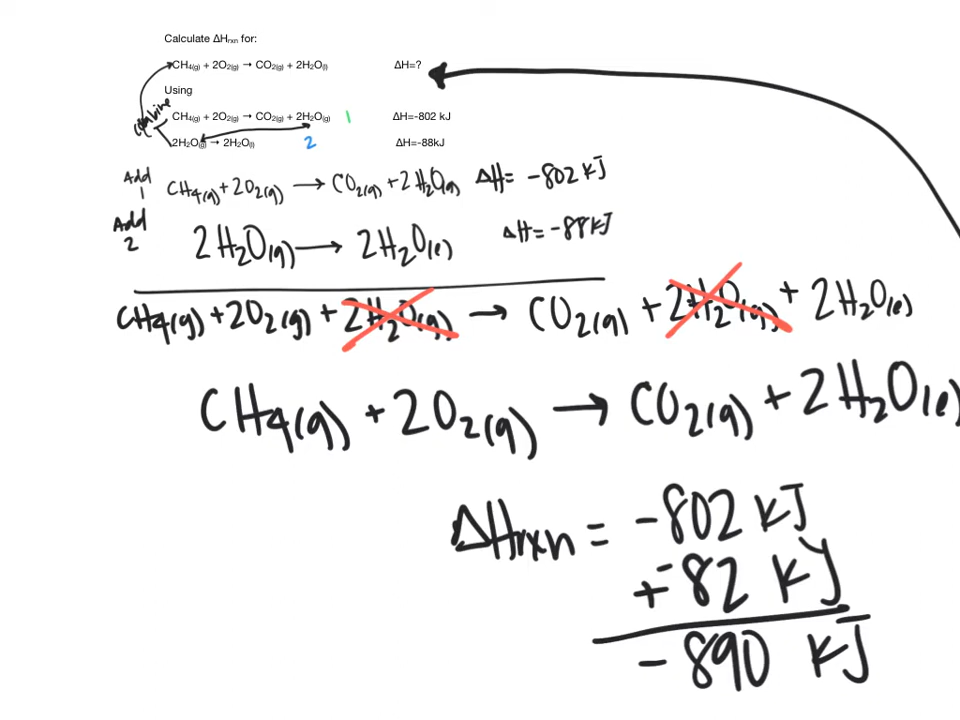 Calculate ΔHrxn for:
CH4(g) + 2O2(g) → CO2(g) + 2H2O(l) ΔH=?
Using
combine
CH4(g) + 2O2(g) → CO2(g) + 2H2O(g) 1 ΔH=-802 kJ
2H2O(g) → 2H2O(l) 2 ΔH=-88kJ
Add 1 CH4(g) + 2O2(g) → CO2(g) + 2H2O(g) ΔH= -802 kJ
Add 2 2H2O(g) → 2H2O(l) ΔH= -88 kJ
CH4(g) + 2O2(g) + 2H2O(g) → CO2(g) + 2H2O(g) + 2H2O(l)
CH4(g) + 2O2(g) → CO2(g) + 2H2O(l)
ΔHrxn = -802 kJ
+ -82 kJ
-890 kJ